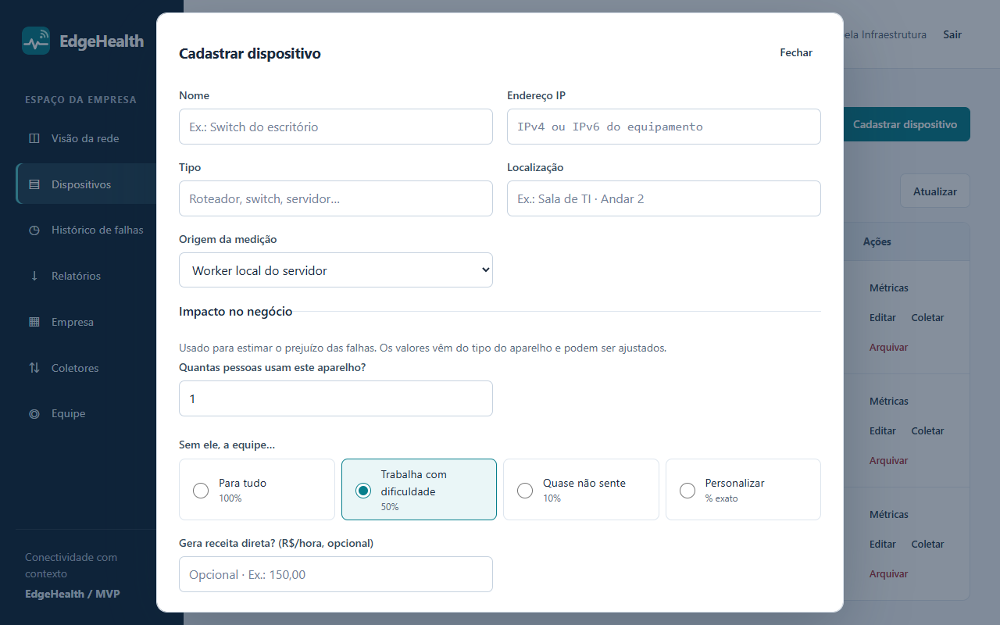 EdgeHealth
ESPAÇO DA EMPRESA
Visão da rede
Dispositivos
Histórico de falhas
Relatórios
Empresa
Coletores
Equipe
Conectividade com
contexto
EdgeHealth / MVP
Cadastrar dispositivo
Fechar
Nome
Ex.: Switch do escritório
Endereço IP
IPv4 ou IPv6 do equipamento
Tipo
Roteador, switch, servidor...
Localização
Ex.: Sala de TI · Andar 2
Origem da medição
Worker local do servidor
Impacto no negócio
Usado para estimar o prejuízo das falhas. Os valores vêm do tipo do aparelho e podem ser ajustados.
Quantas pessoas usam este aparelho?
1
Sem ele, a equipe...
Para tudo
100%
Trabalha com
dificuldade
50%
Quase não sente
10%
Personalizar
% exato
Gera receita direta? (R$/hora, opcional)
Opcional · Ex.: 150,00
Infraestrutura
Sair
Cadastrar dispositivo
Atualizar
Ações
Métricas
Editar Coletar
Arquivar
Métricas
Editar Coletar
Arquivar
Métricas
Editar Coletar
Arquivar